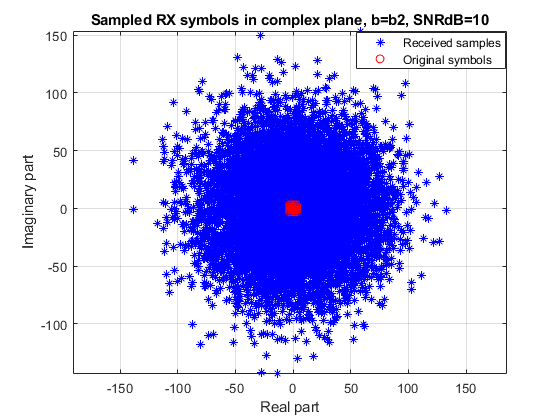 Sampled RX symbols in complex plane, b=b2, SNRdB=10
Received samples
Original symbols
150
100
50
0
-50
-100
Imaginary part
-150 -100 -50 0 50 100 150
Real part